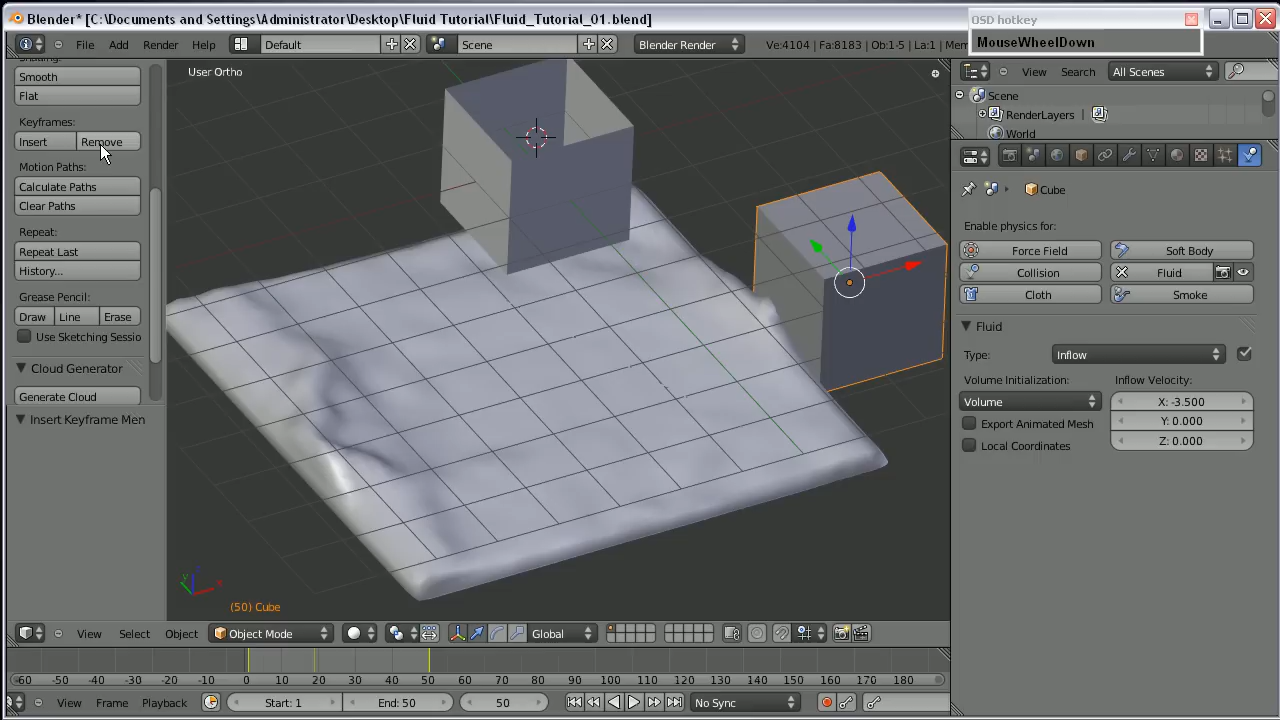 Blender* [C:\Documents and Settings\Administrator\Desktop\Fluid Tutorial\Fluid_Tutorial_01.blend]
OSD hotkey
MouseWheelDown
File Add Render Help Default Scene Blender Render Ve:4104 | Fa:8183 | Ob:1-5 | La:1 | Mem
View Search All Scenes
Scene
RenderLayers |
World
Smooth
Flat
Keyframes:
Insert Remove
Motion Paths:
Calculate Paths
Clear Paths
Repeat:
Repeat Last
History...
Grease Pencil:
Draw Line Erase
Use Sketching Sessio
Cloud Generator
Generate Cloud
Insert Keyframe Men
User Ortho
(50) Cube
Cube
Enable physics for:
Force Field Soft Body
Collision Fluid
Cloth Smoke
Fluid
Type: Inflow
Volume Initialization: Inflow Velocity:
Volume X: -3.500
Export Animated Mesh Y: 0.000
Local Coordinates Z: 0.000
View Select Object Object Mode Global
-60 -50 -40 -30 -20 -10 0 10 20 30 40 50 60 70 80 90 100 110 120 130 140 150 160 170 180
View Frame Playback Start: 1 End: 50 50 No Sync